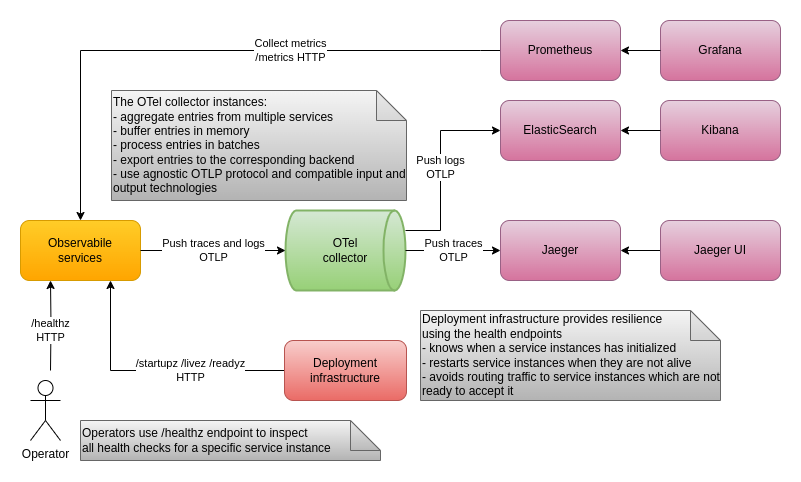 Collect metrics
/metrics HTTP
Prometheus
Grafana
The OTel collector instances:
- aggregate entries from multiple services
- buffer entries in memory
- process entries in batches
- export entries to the corresponding backend
- use agnostic OTLP protocol and compatible input and
output technologies
ElasticSearch
Kibana
Push logs
OTLP
Observabile
services
Push traces and logs
OTLP
OTel
collector
Push traces
OTLP
Jaeger
Jaeger UI
/healthz
HTTP
/startupz /livez /readyz
HTTP
Deployment
infrastructure
Deployment infrastructure provides resilience
using the health endpoints
- knows when a service instances has initialized
- restarts service instances when they are not alive
- avoids routing traffic to service instances which are not
ready to accept it
Operator
Operators use /healthz endpoint to inspect
all health checks for a specific service instance